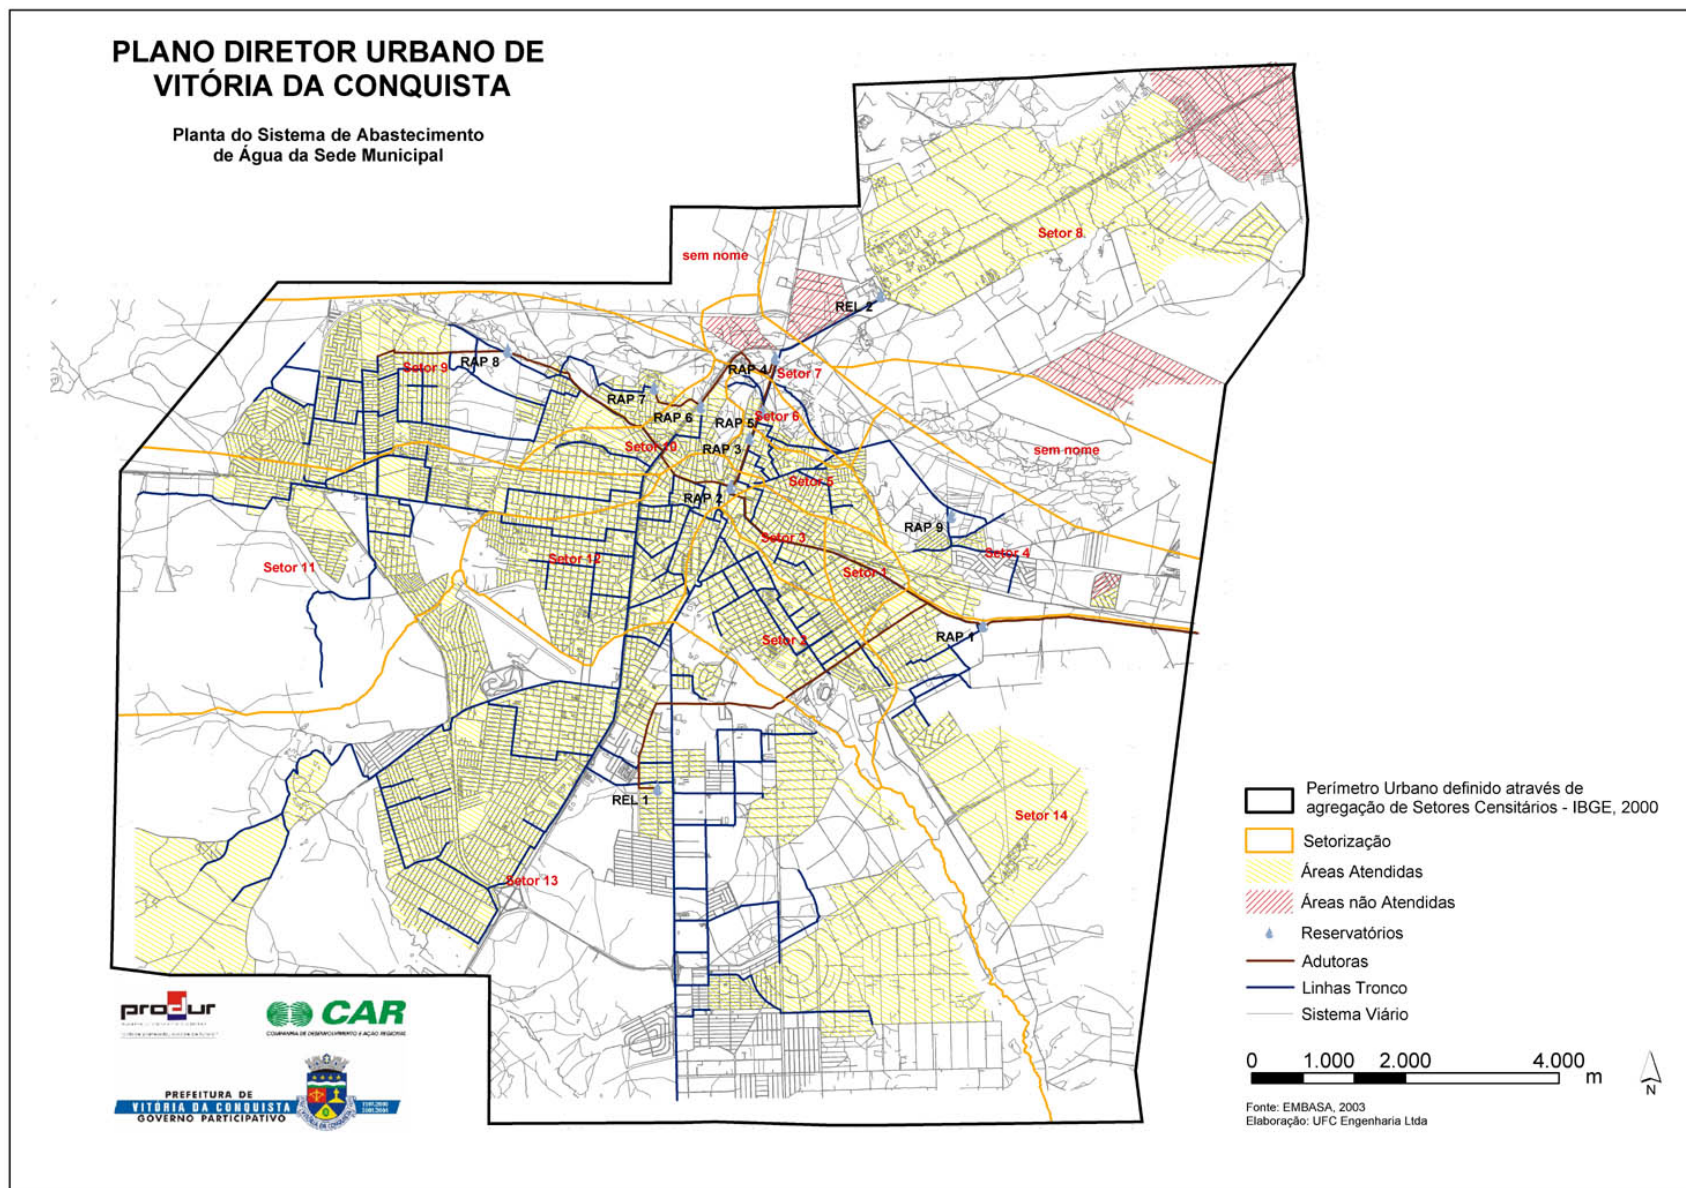 PLANO DIRETOR URBANO DE
VITÓRIA DA CONQUISTA
Planta do Sistema de Abastecimento
de Água da Sede Municipal
Setor 8
sem nome
REL 2
RAP 8
Setor 9
RAP 4
Setor 7
RAP 7
RAP 6
Setor 6
RAP 5
Setor 10
RAP 3
sem nome
Setor 5
RAP 2
RAP 9
Setor 3
Setor 4
Setor 12
Setor 11
Setor 1
Setor 2
RAP 1
REL 1
Setor 14
Setor 13
Perímetro Urbano definido através de
agregação de Setores Censitários - IBGE, 2000
Setorização
Áreas Atendidas
Áreas não Atendidas
Reservatórios
Adutoras
Linhas Tronco
Sistema Viário
0 1.000 2.000 4.000
m
N
Fonte: EMBASA, 2003
Elaboração: UFC Engenharia Ltda
produr
CAR
COMPANHIA DE DESENVOLVIMENTO E AÇÃO REGIONAL
PREFEITURA DE
VITÓRIA DA CONQUISTA
GOVERNO PARTICIPATIVO